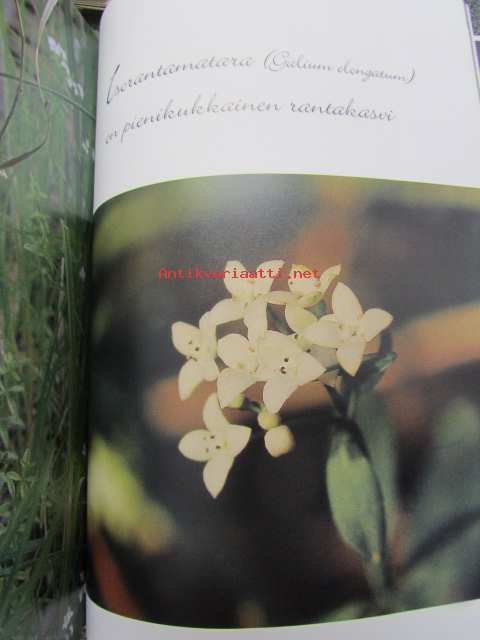 Isorantamatara (Galium elongatum)
on pienikukkainen rantakasvi
Antikvariaatti.net